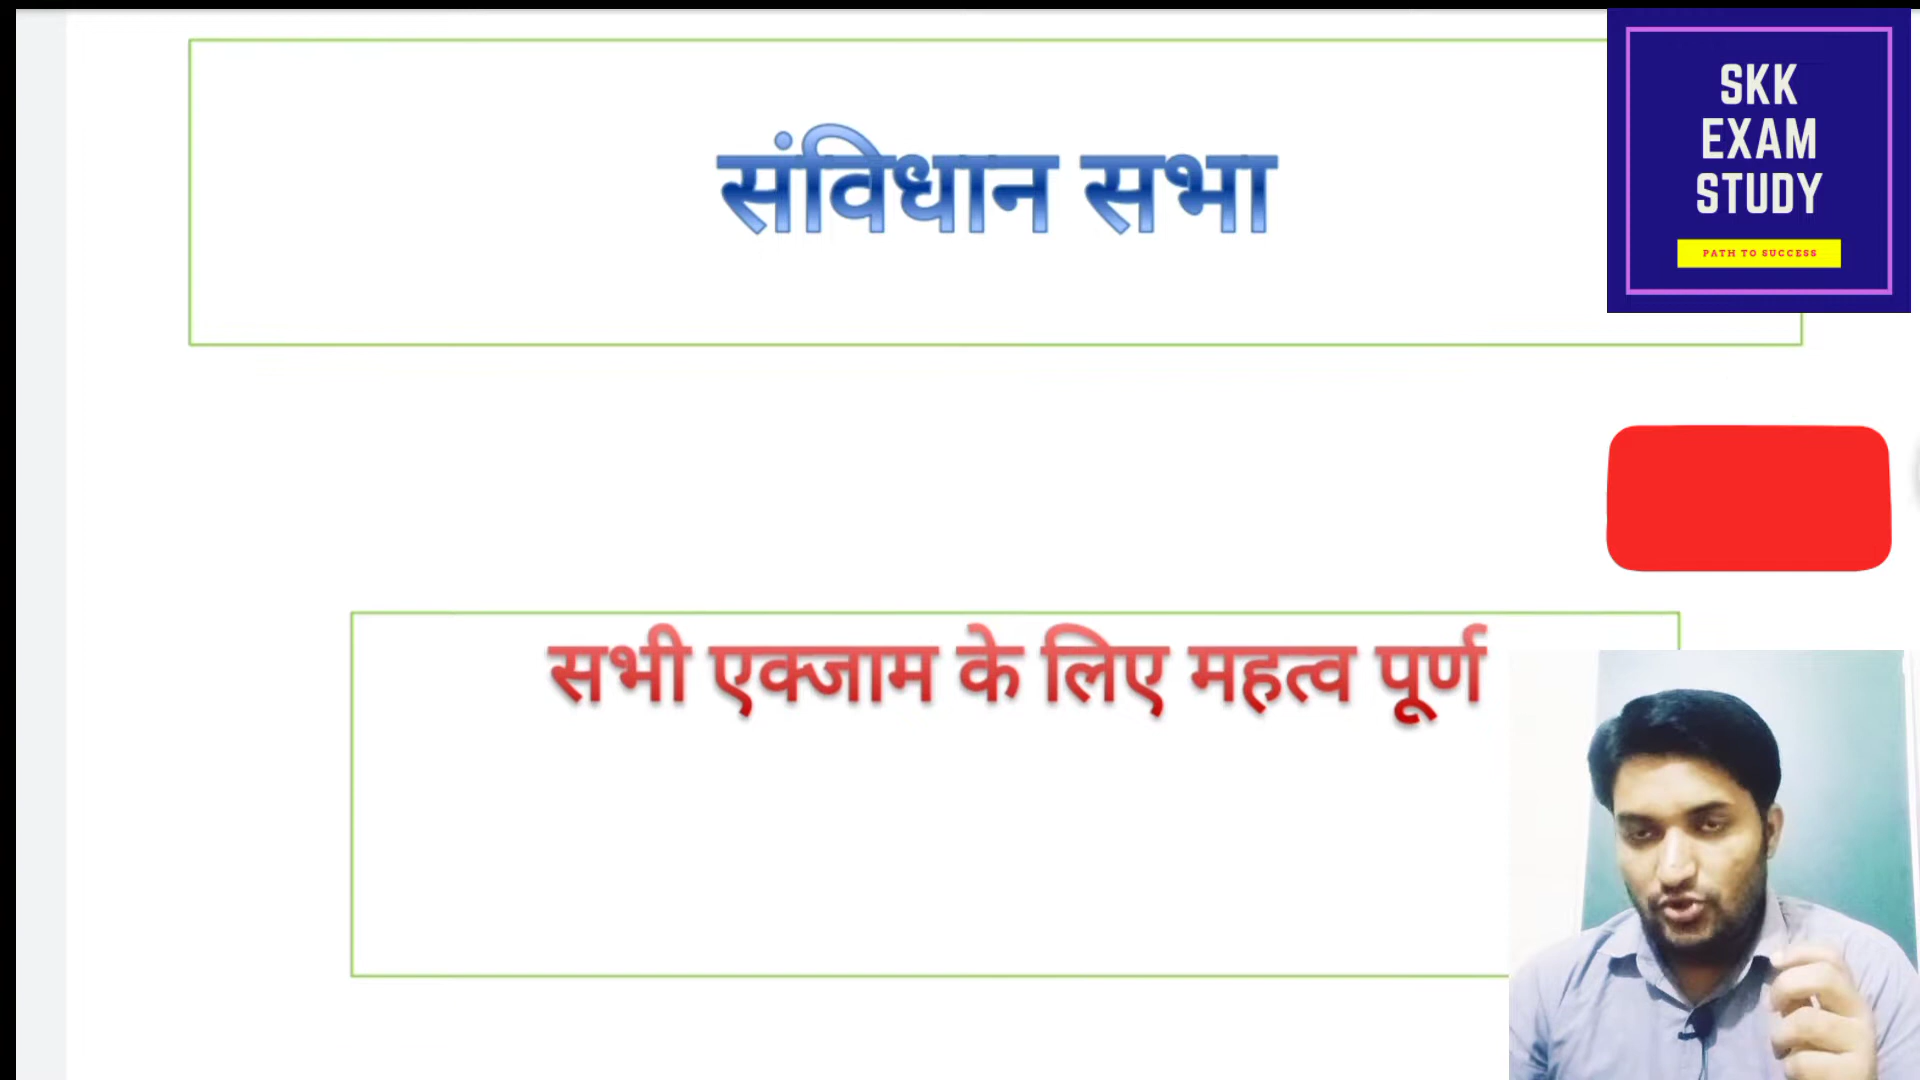 संविधान सभा
SKK
EXAM
STUDY
PATH TO SUCCESS
सभी एक्जाम के लिए महत्व पूर्ण